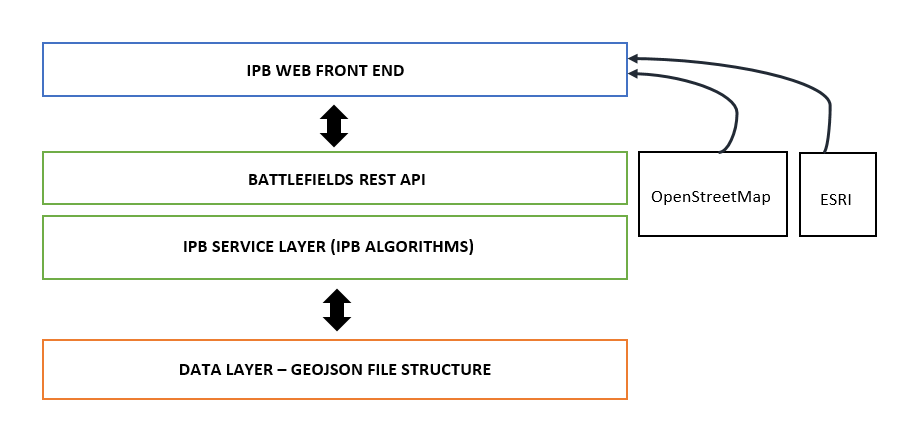 IPB WEB FRONT END
BATTLEFIELDS REST API
OpenStreetMap
ESRI
IPB SERVICE LAYER (IPB ALGORITHMS)
DATA LAYER – GEOJSON FILE STRUCTURE